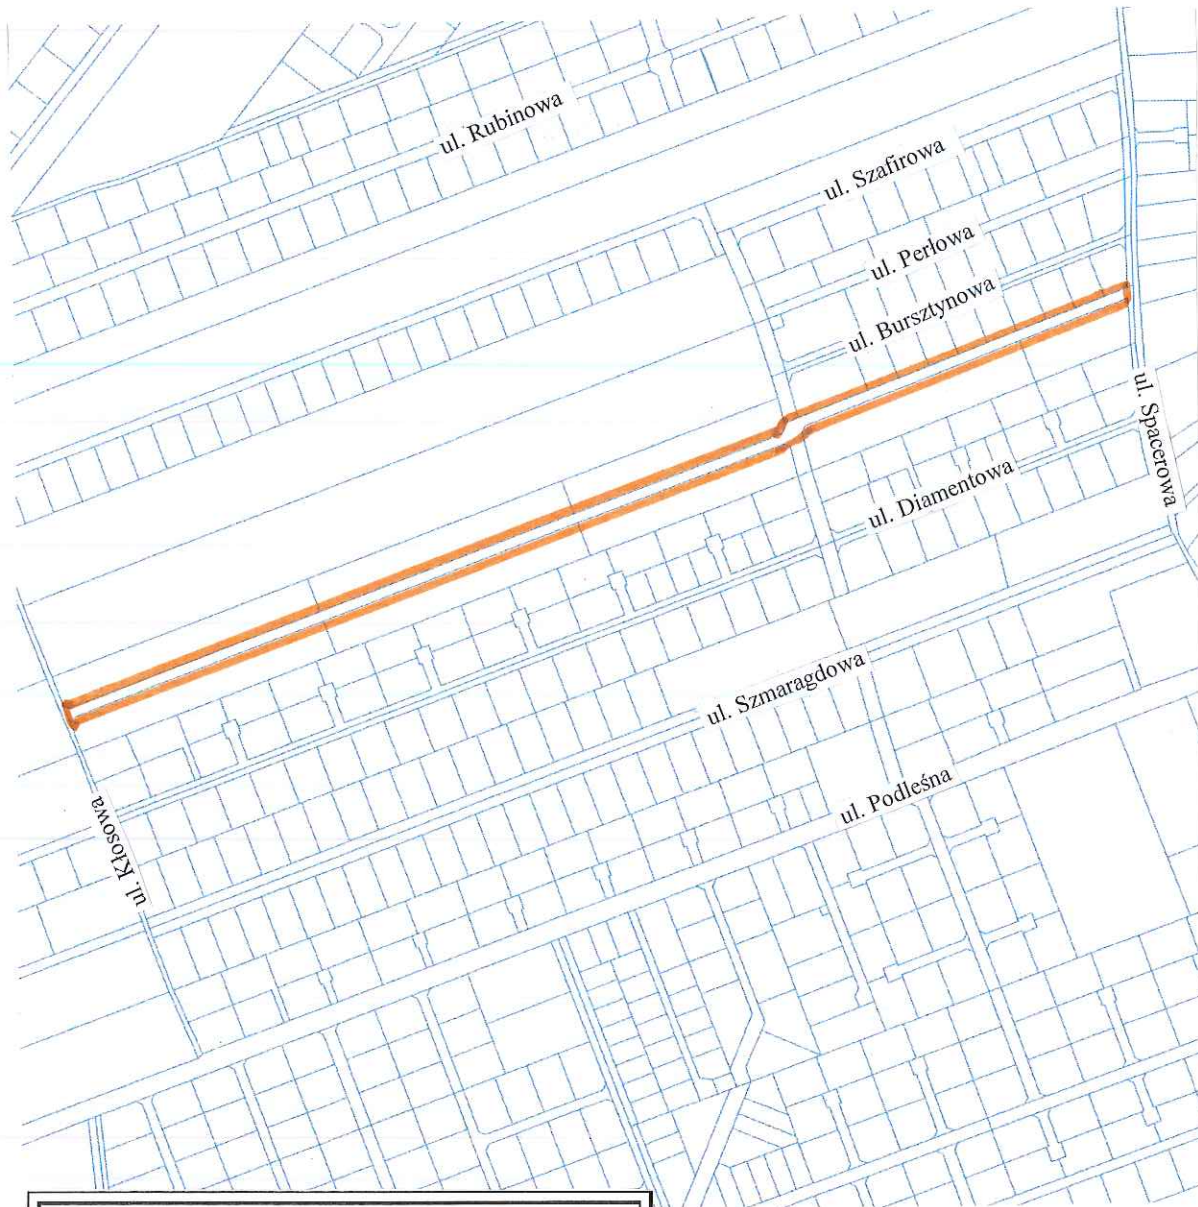 ul. Rubinowa
ul. Szafirowa
ul. Perłowa
ul. Bursztynowa
ul. Spacerowa
ul. Diamentowa
ul. Szmaragdowa
ul. Podleśna
ul. Kłosowa